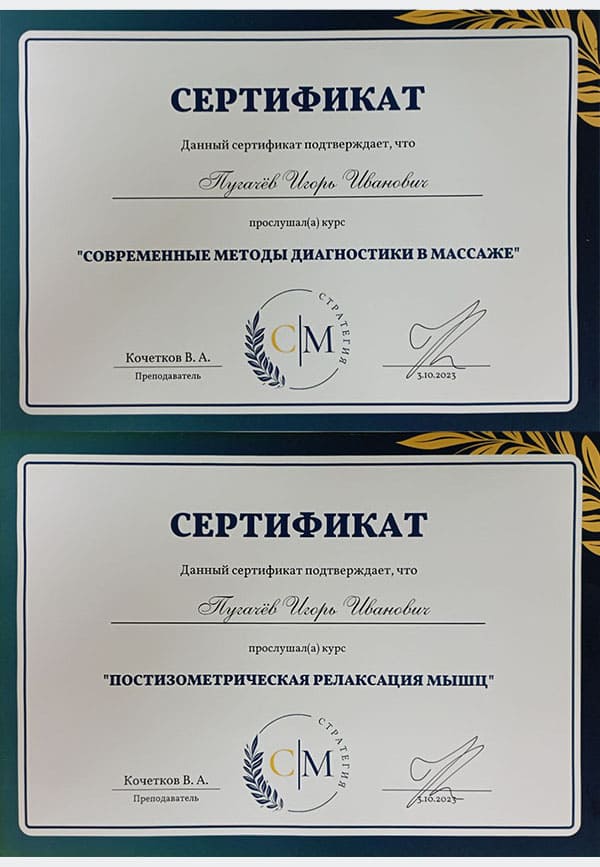 СЕРТИФИКАТ
Данный сертификат подтверждает, что
Пугачёв Игорь Иванович
прослушал(а) курс
"СОВРЕМЕННЫЕ МЕТОДЫ ДИАГНОСТИКИ В МАССАЖЕ"
СТРАТЕГИЯ
С|М
Кочетков В. А.
Преподаватель
3.10.2023
СЕРТИФИКАТ
Данный сертификат подтверждает, что
Пугачёв Игорь Иванович
прослушал(а) курс
"ПОСТИЗОМЕТРИЧЕСКАЯ РЕЛАКСАЦИЯ МЫШЦ"
СТРАТЕГИЯ
С|М
Кочетков В. А.
Преподаватель
3.10.2023